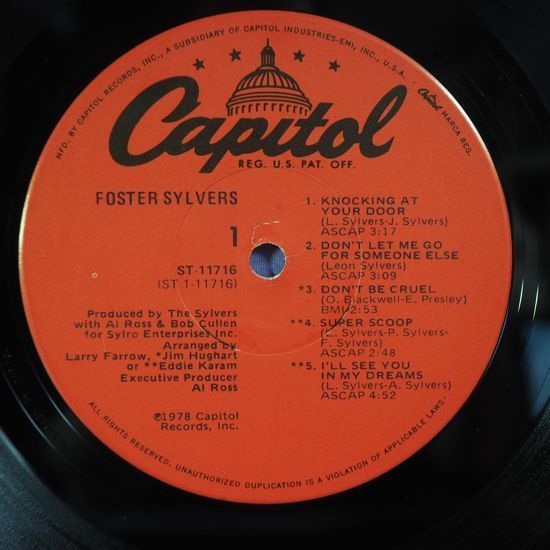 MFD. BY CAPITOL RECORDS, INC., A SUBSIDIARY OF CAPITOL INDUSTRIES-EMI, INC., U.S.A. · Capitol MARCA REG.
Capitol
REG. U.S. PAT. OFF.
FOSTER SYLVERS
1
ST-11716
(ST 1-11716)
Produced by The Sylvers
with Al Ross & Bob Cullen
for Sylro Enterprises Inc.
Arranged by
Larry Farrow, *Jim Hughart
or **Eddie Karam
Executive Producer
Al Ross
℗1978 Capitol
Records, Inc.
1. KNOCKING AT
YOUR DOOR
(L. Sylvers-J. Sylvers)
ASCAP 3:17
2. DON'T LET ME GO
FOR SOMEONE ELSE
(Leon Sylvers)
ASCAP 3:09
*3. DON'T BE CRUEL
(O. Blackwell-E. Presley)
BMI 2:53
**4. SUPER SCOOP
(L. Sylvers-P. Sylvers-
F. Sylvers)
ASCAP 2:48
**5. I'LL SEE YOU
IN MY DREAMS
(L. Sylvers-A. Sylvers)
ASCAP 4:52
ALL RIGHTS RESERVED. UNAUTHORIZED DUPLICATION IS A VIOLATION OF APPLICABLE LAWS.